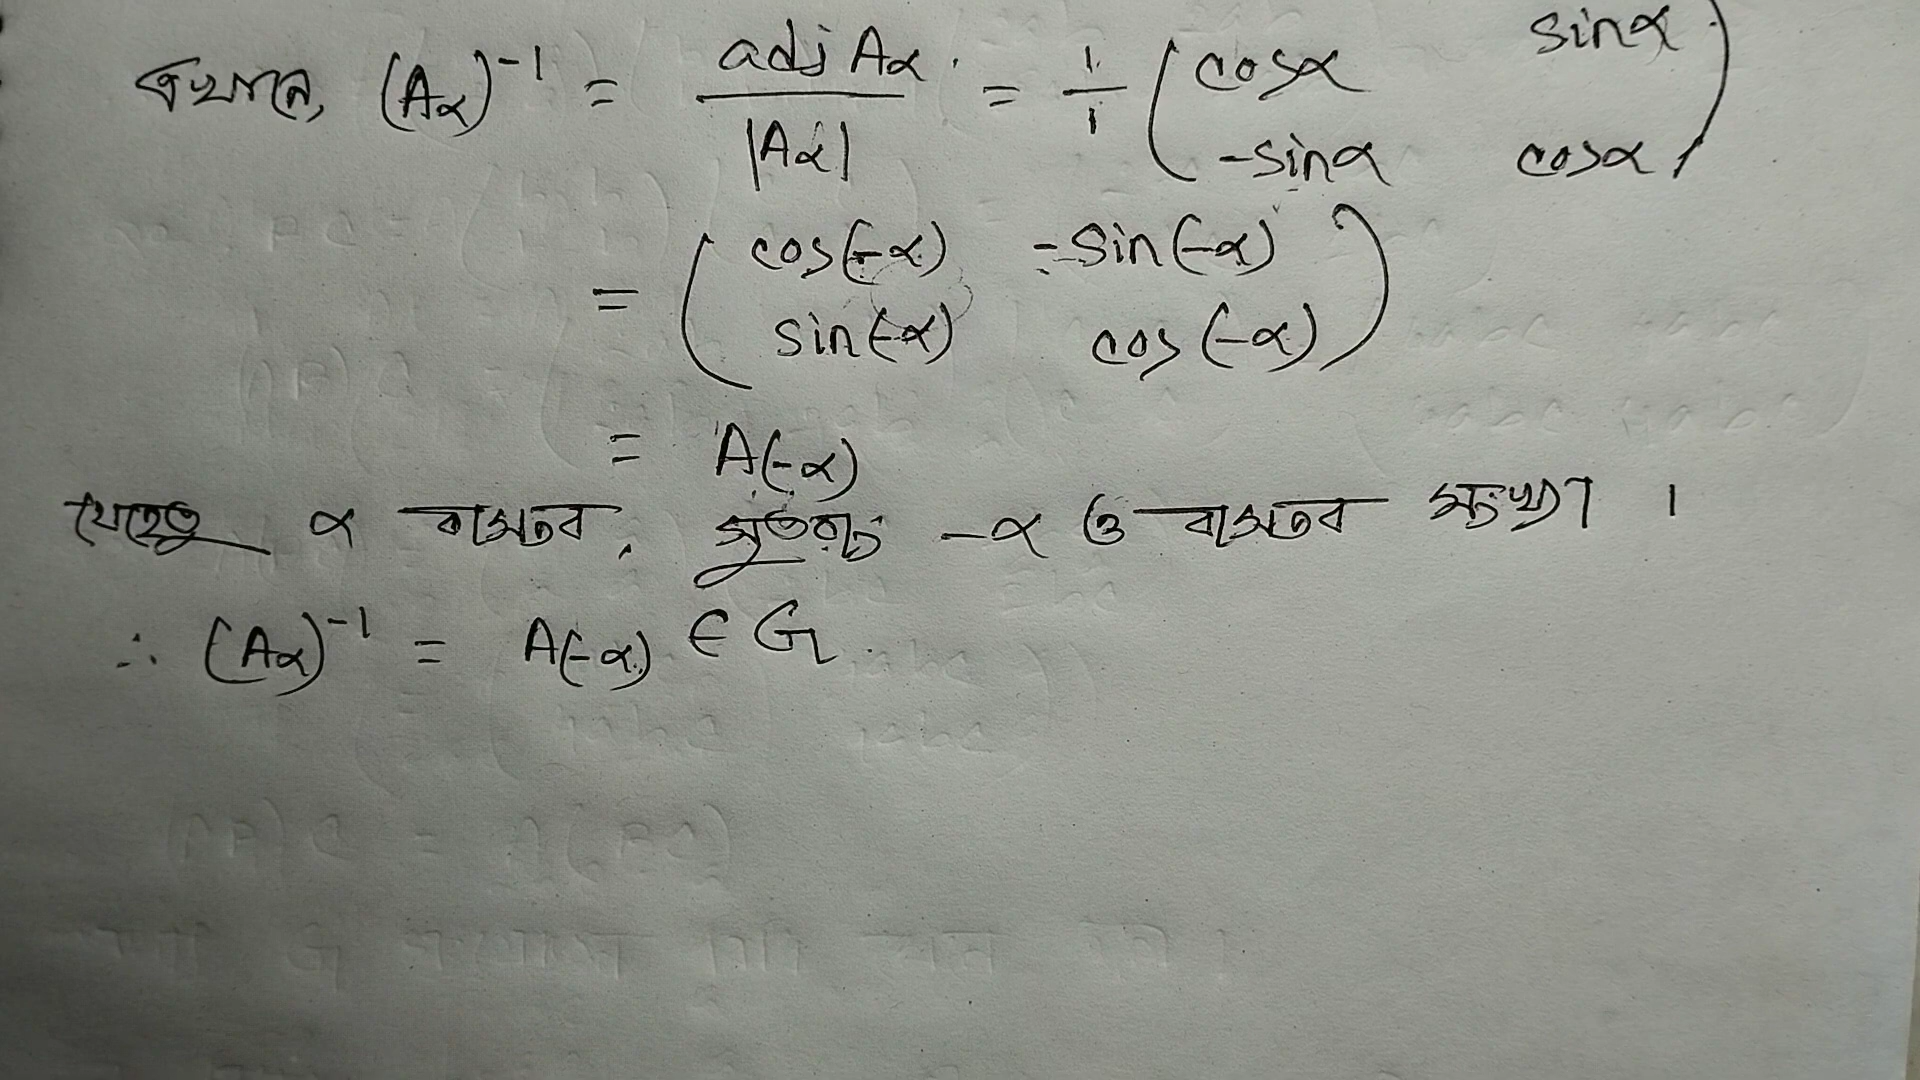 এখানে, (Aα)⁻¹ = adj Aα / |Aα| = 1/1 ( cosα sinα
-sinα cosα )
= ( cos(-α) -sin(-α)
sin(-α) cos(-α) )
= A(-α)
যেহেতু α বাস্তব, সুতরাং -α ও বাস্তব সংখ্যা ।
∴ (Aα)⁻¹ = A(-α) ∈ G.